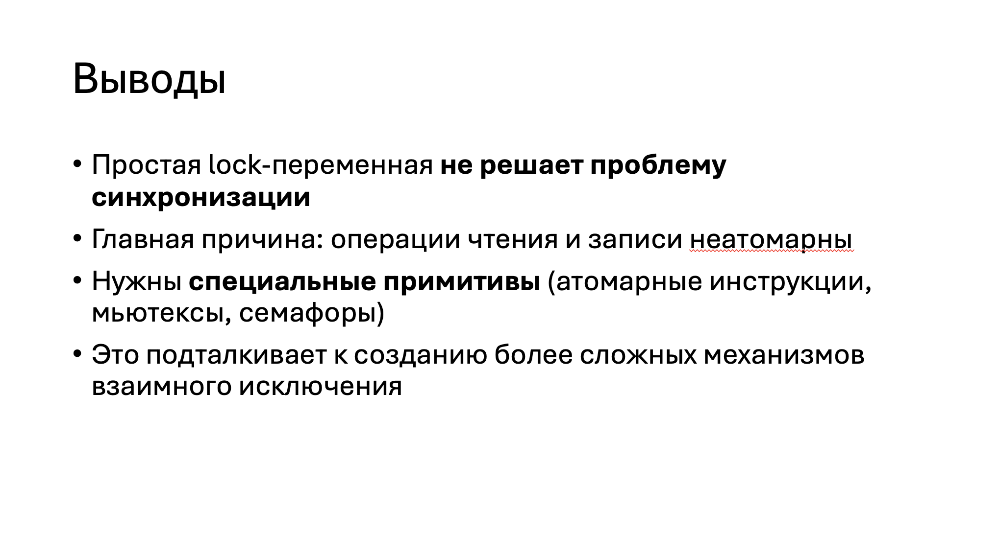 Выводы
• Простая lock-переменная не решает проблему
синхронизации
• Главная причина: операции чтения и записи неатомарны
• Нужны специальные примитивы (атомарные инструкции,
мьютексы, семафоры)
• Это подталкивает к созданию более сложных механизмов
взаимного исключения